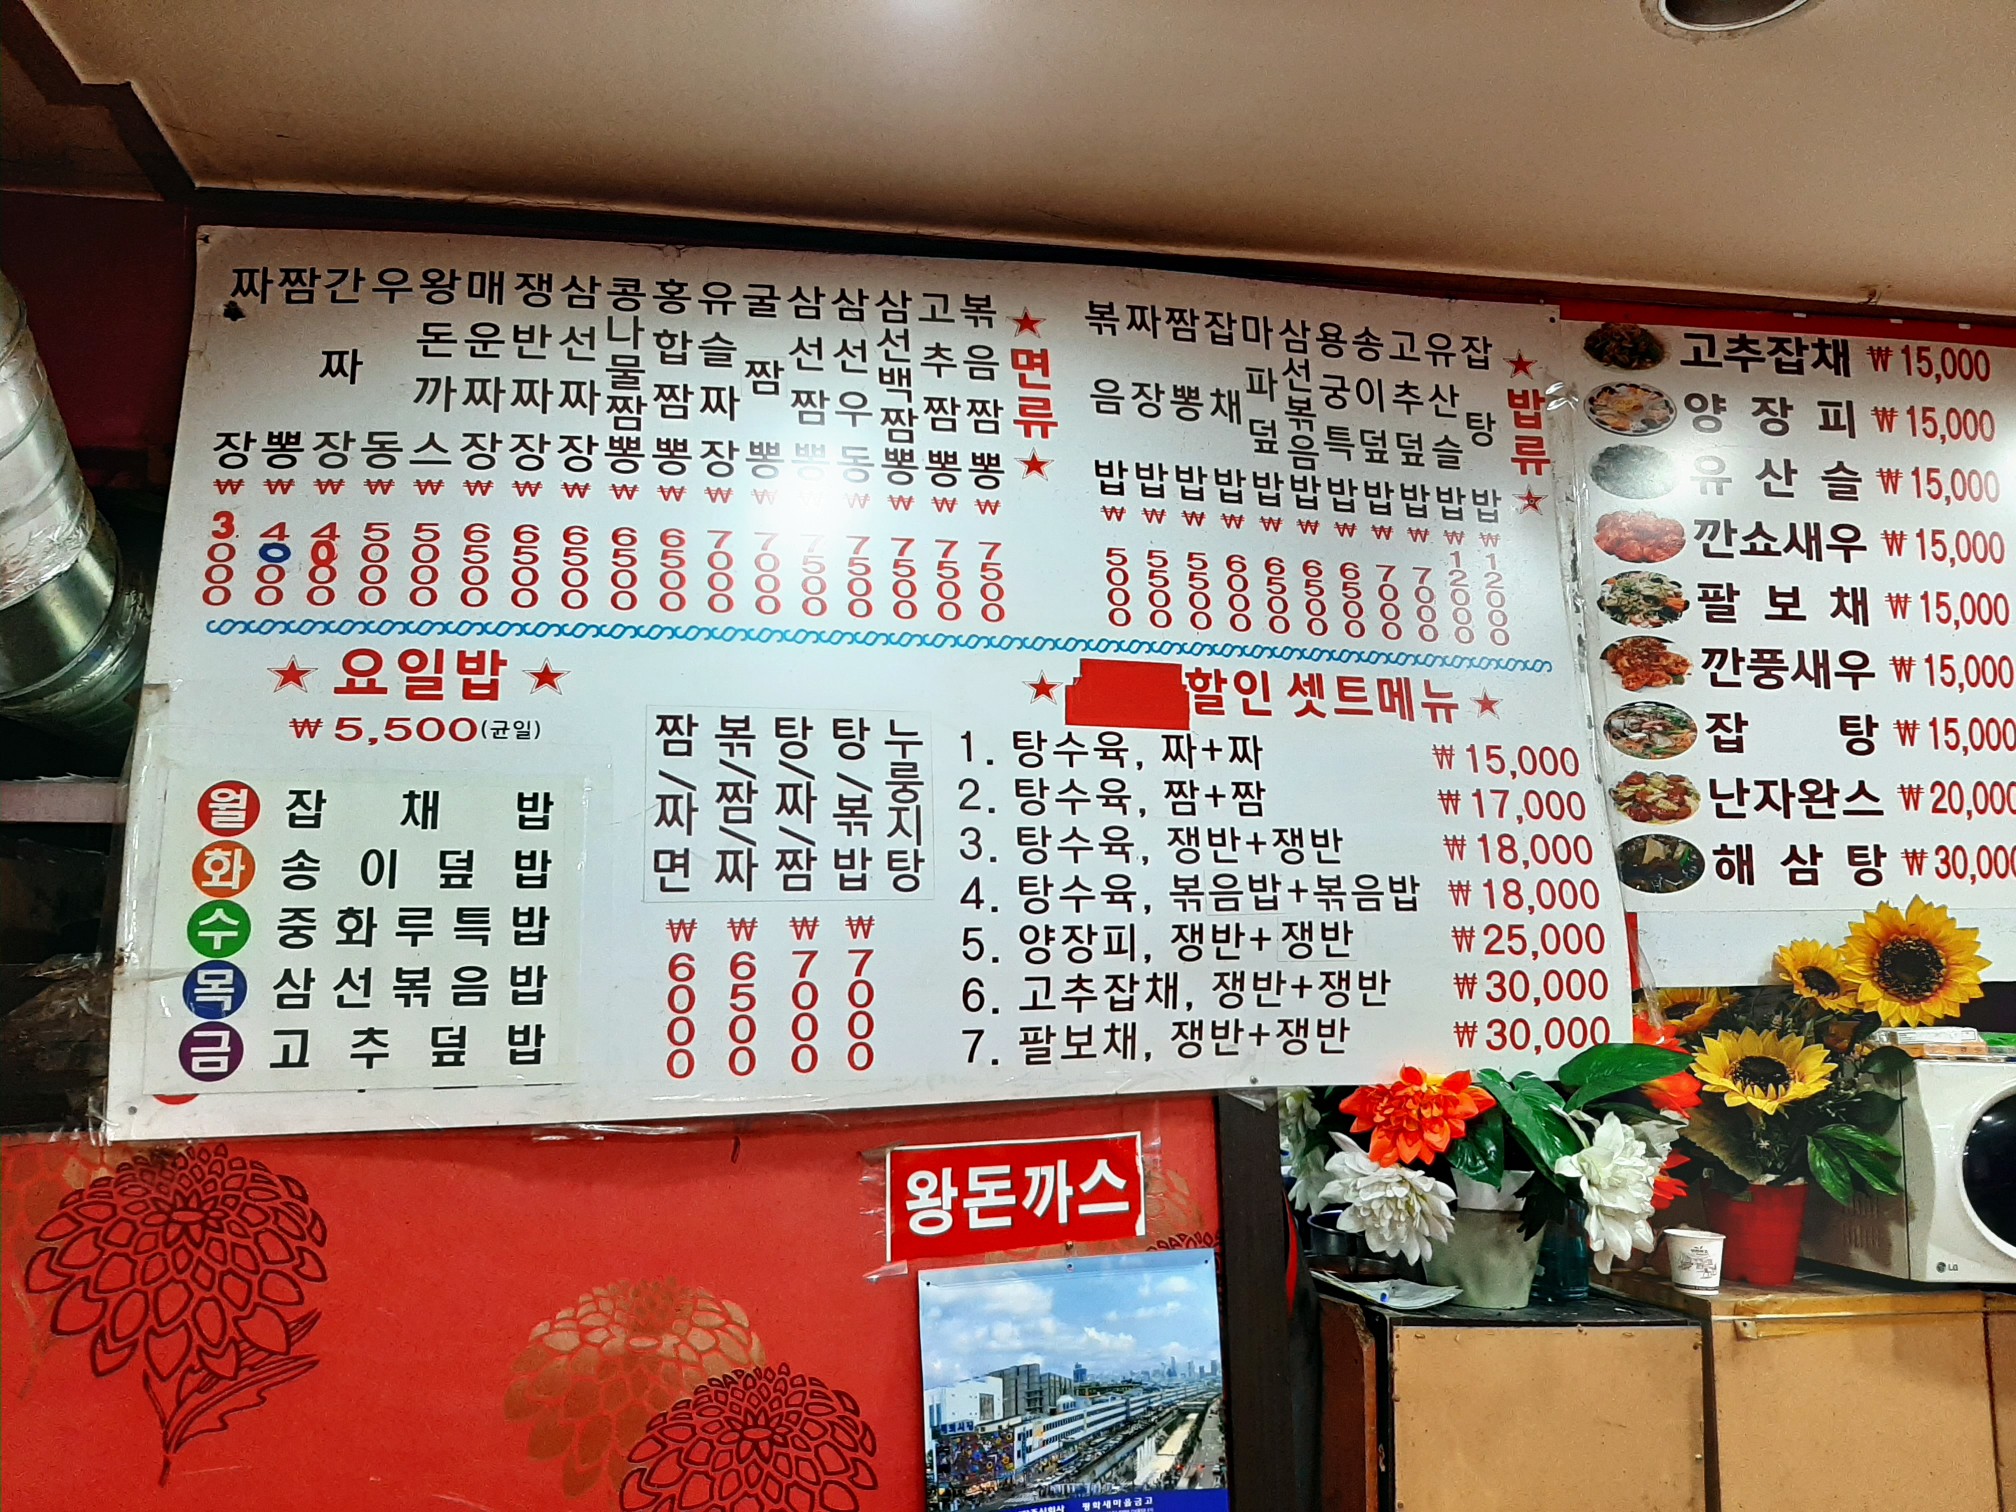 ★ 면류 ★
짜장 ₩3000
짬뽕 ₩4000
간짜장 ₩4000
우동 ₩5000
왕돈까스 ₩5000
매운짜장 ₩6500
쟁반짜장 ₩6500
삼선짜장 ₩6500
콩나물짬뽕 ₩6500
홍합짬뽕 ₩6500
유슬짜장 ₩7000
굴짬뽕 ₩7000
삼선짬뽕 ₩7500
삼선우동 ₩7500
삼선백짬뽕 ₩7500
고추짬뽕 ₩7500
볶음짬뽕 ₩7500
★ 밥류 ★
볶음밥 ₩5000
짜장밥 ₩5500
짬뽕밥 ₩5500
잡채밥 ₩6000
마파덮밥 ₩6500
삼선볶음밥 ₩6500
용궁특밥 ₩6500
송이덮밥 ₩7000
고추덮밥 ₩7000
유산슬밥 ₩12000
잡탕밥 ₩12000
★ 요일밥 ★
₩5,500(균일)
월 잡채밥
화 송이덮밥
수 중화루특밥
목 삼선볶음밥
금 고추덮밥
짬/짜면 ₩6000
볶/짬/짜 ₩6500
탕/짜/짬 ₩7000
탕/볶밥 ₩7000
누룽지탕
★ 할인 셋트메뉴 ★
1. 탕수육, 짜+짜 ₩15,000
2. 탕수육, 짬+짬 ₩17,000
3. 탕수육, 쟁반+쟁반 ₩18,000
4. 탕수육, 볶음밥+볶음밥 ₩18,000
5. 양장피, 쟁반+쟁반 ₩25,000
6. 고추잡채, 쟁반+쟁반 ₩30,000
7. 팔보채, 쟁반+쟁반 ₩30,000
고추잡채 ₩15,000
양장피 ₩15,000
유산슬 ₩15,000
깐쇼새우 ₩15,000
팔보채 ₩15,000
깐풍새우 ₩15,000
잡탕 ₩15,000
난자완스 ₩20,000
해삼탕 ₩30,000
왕돈까스
평화새마을금고
LG